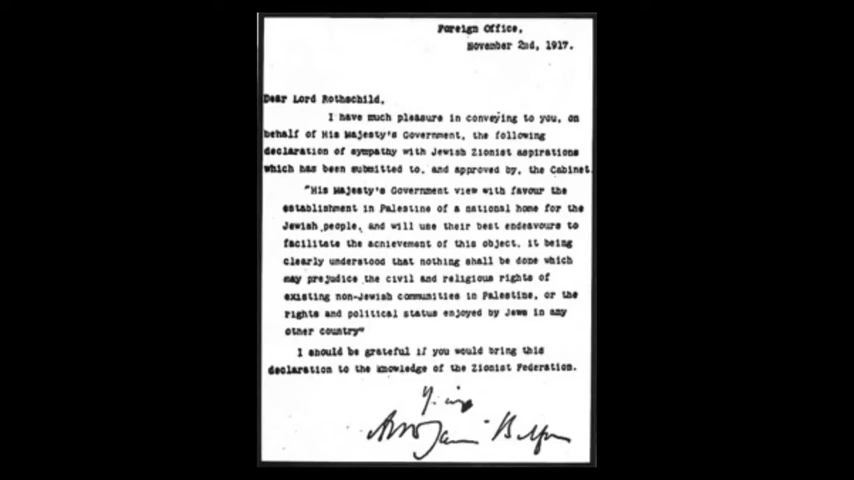 Foreign Office,
November 2nd, 1917.
Dear Lord Rothschild,
I have much pleasure in conveying to you, on
behalf of His Majesty's Government, the following
declaration of sympathy with Jewish Zionist aspirations
which has been submitted to, and approved by, the Cabinet.
"His Majesty's Government view with favour the
establishment in Palestine of a national home for the
Jewish people, and will use their best endeavours to
facilitate the achievement of this object, it being
clearly understood that nothing shall be done which
may prejudice the civil and religious rights of
existing non-Jewish communities in Palestine, or the
rights and political status enjoyed by Jews in any
other country"
I should be grateful if you would bring this
declaration to the knowledge of the Zionist Federation.